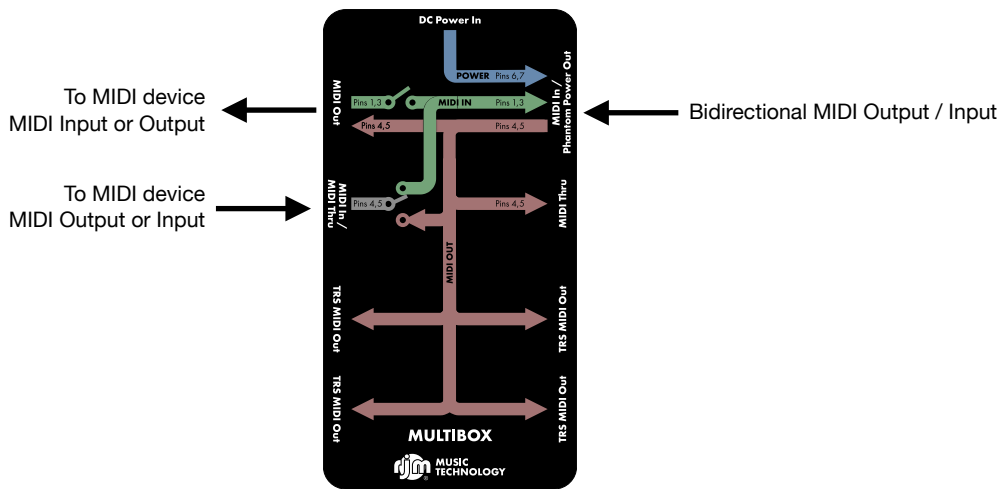 DC Power In
POWER Pins 6,7
MIDI Out
Pins 1,3
MIDI IN
Pins 1,3
MIDI In /
Phantom Power Out
Pins 4,5
Pins 4,5
To MIDI device
MIDI Input or Output
Bidirectional MIDI Output / Input
To MIDI device
MIDI Output or Input
MIDI In /
MIDI Thru
Pins 4,5
Pins 4,5
MIDI Thru
MIDI OUT
TRS MIDI Out
TRS MIDI Out
TRS MIDI Out
TRS MIDI Out
MULTIBOX
rjm® MUSIC
TECHNOLOGY